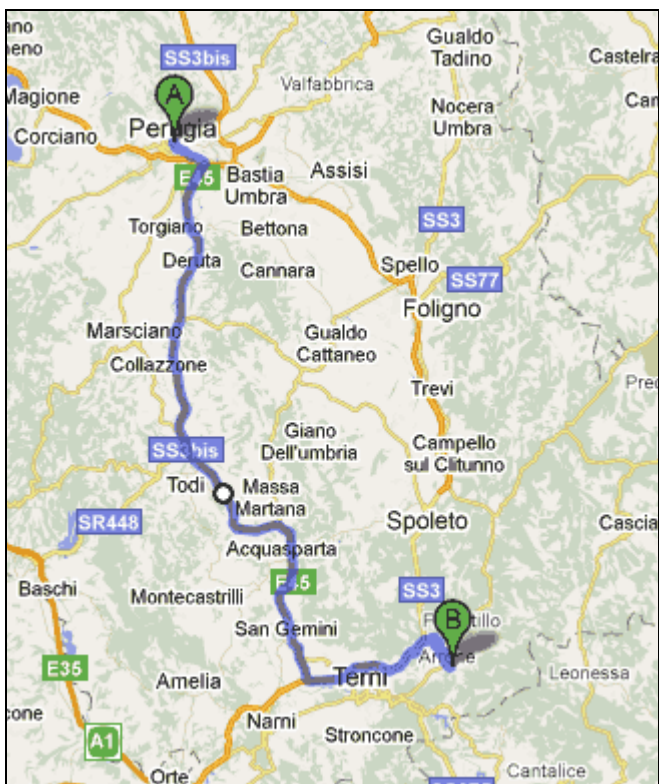 ano
neno
SS3bis
Gualdo
Tadino
Castelra
Magione
A
Valfabbrica
Nocera
Umbra
Corciano
Perugia
E45
Bastia
Umbra
Assisi
Torgiano
Bettona
SS3
Deruta
Cannara
Spello
SS77
Foligno
Marsciano
Gualdo
Cattaneo
Collazzone
Trevi
SS3bis
Giano
Dell'umbria
Campello
sul Clitunno
Todi
Massa
Martana
SR448
Spoleto
Cascia
Acquasparta
Baschi
E45
SS3
Montecastrilli
B
San Gemini
E35
Terni
Leonessa
Amelia
cone
Narni
Stroncone
A1
Orte
Cantalice